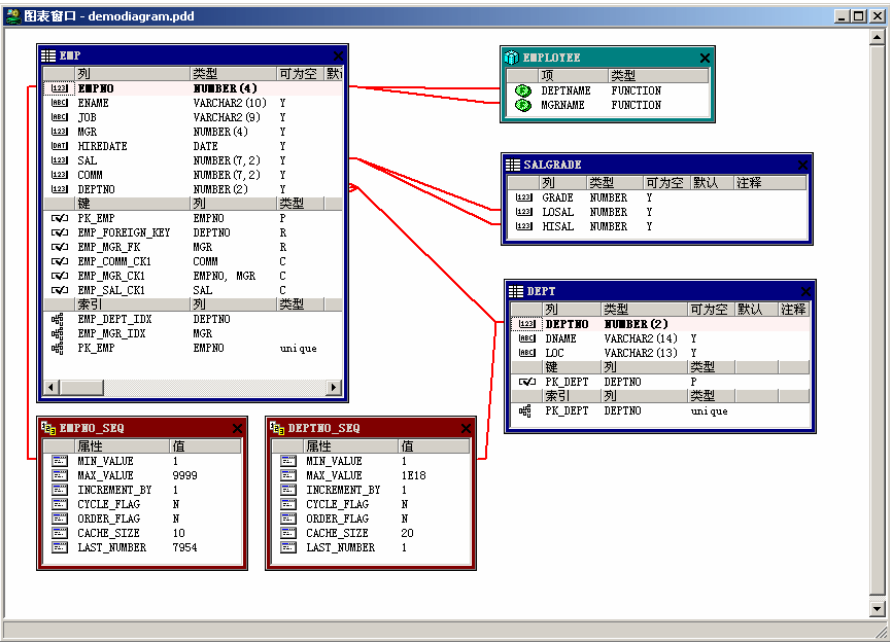 图表窗口 - demodiagram.pdd
EMP
列 类型 可为空 默认
EMPNO NUMBER(4)
ENAME VARCHAR2(10) Y
JOB VARCHAR2(9) Y
MGR NUMBER(4) Y
HIREDATE DATE Y
SAL NUMBER(7,2) Y
COMM NUMBER(7,2) Y
DEPTNO NUMBER(2) Y
键 列 类型
PK_EMP EMPNO P
EMP_FOREIGN_KEY DEPTNO R
EMP_MGR_FK MGR R
EMP_COMM_CK1 COMM C
EMP_MGR_CK1 EMPNO, MGR C
EMP_SAL_CK1 SAL C
索引 列 类型
EMP_DEPT_IDX DEPTNO
EMP_MGR_IDX MGR
PK_EMP EMPNO unique
EMPLOYEE
项 类型
DEPTNAME FUNCTION
MGRNAME FUNCTION
SALGRADE
列 类型 可为空 默认 注释
GRADE NUMBER Y
LOSAL NUMBER Y
HISAL NUMBER Y
DEPT
列 类型 可为空 默认 注释
DEPTNO NUMBER(2)
DNAME VARCHAR2(14) Y
LOC VARCHAR2(13) Y
键 列 类型
PK_DEPT DEPTNO P
索引 列 类型
PK_DEPT DEPTNO unique
EMPNO_SEQ
属性 值
MIN_VALUE 1
MAX_VALUE 9999
INCREMENT_BY 1
CYCLE_FLAG N
ORDER_FLAG N
CACHE_SIZE 10
LAST_NUMBER 7954
DEPTNO_SEQ
属性 值
MIN_VALUE 1
MAX_VALUE 1E18
INCREMENT_BY 1
CYCLE_FLAG N
ORDER_FLAG N
CACHE_SIZE 20
LAST_NUMBER 1